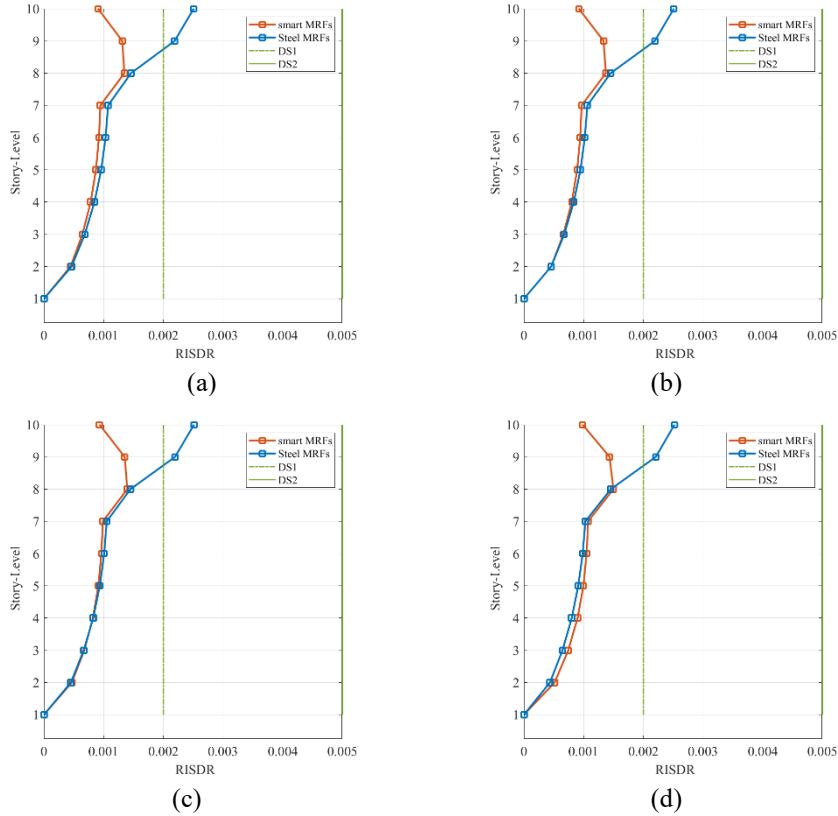 10
9
8
7
6
5
4
3
2
1
Story-Level
0 0.001 0.002 0.003 0.004 0.005
RISDR
smart MRFs
Steel MRFs
DS1
DS2
(a)
10
9
8
7
6
5
4
3
2
1
Story-Level
0 0.001 0.002 0.003 0.004 0.005
RISDR
smart MRFs
Steel MRFs
DS1
DS2
(b)
10
9
8
7
6
5
4
3
2
1
Story-Level
0 0.001 0.002 0.003 0.004 0.005
RISDR
smart MRFs
Steel MRFs
DS1
DS2
(c)
10
9
8
7
6
5
4
3
2
1
Story-Level
0 0.001 0.002 0.003 0.004 0.005
RISDR
smart MRFs
Steel MRFs
DS1
DS2
(d)